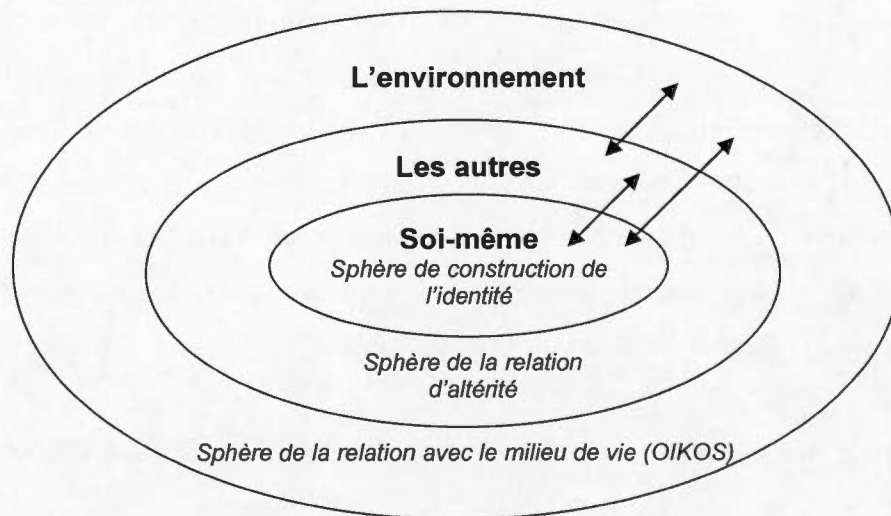 L'environnement
Les autres
Soi-même
Sphère de construction de
l'identité
Sphère de la relation
d'altérité
Sphère de la relation avec le milieu de vie (OIKOS)